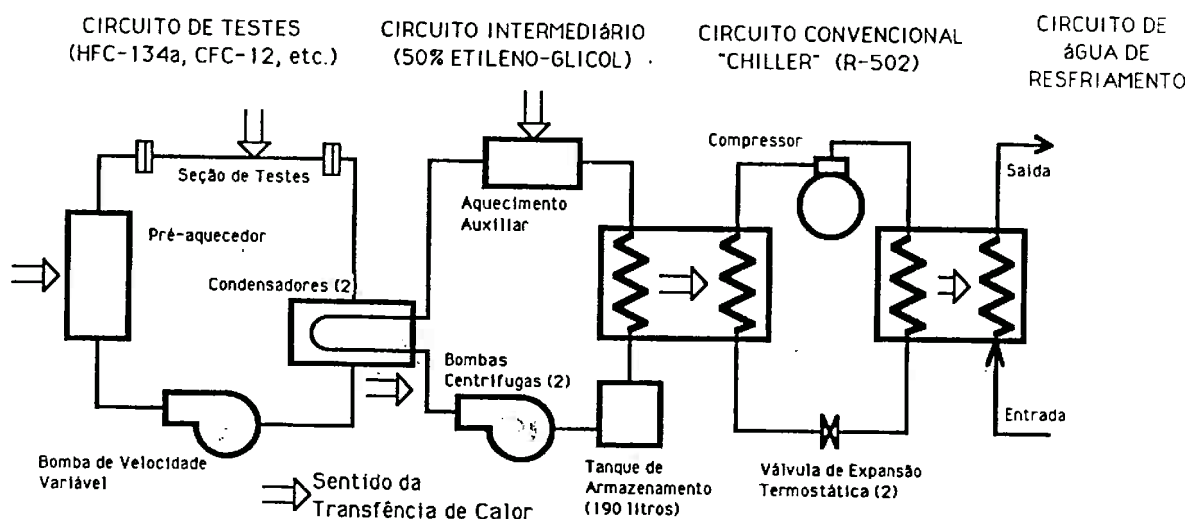 CIRCUITO DE TESTES
(HFC-134a, CFC-12, etc.)
CIRCUITO INTERMEDIáRIO
(50% ETILENO-GLICOL)
CIRCUITO CONVENCIONAL
"CHILLER" (R-502)
CIRCUITO DE
áGUA DE
RESFRIAMENTO
Seção de Testes
Pré-aquecedor
Condensadores (2)
Bomba de Velocidade
Variável
Aquecimento
Auxiliar
Bombas
Centrífugas (2)
Tanque de
Armazenamento
(190 litros)
Compressor
Válvula de Expansão
Termostática (2)
Saída
Entrada
Sentido da
Transfência de Calor